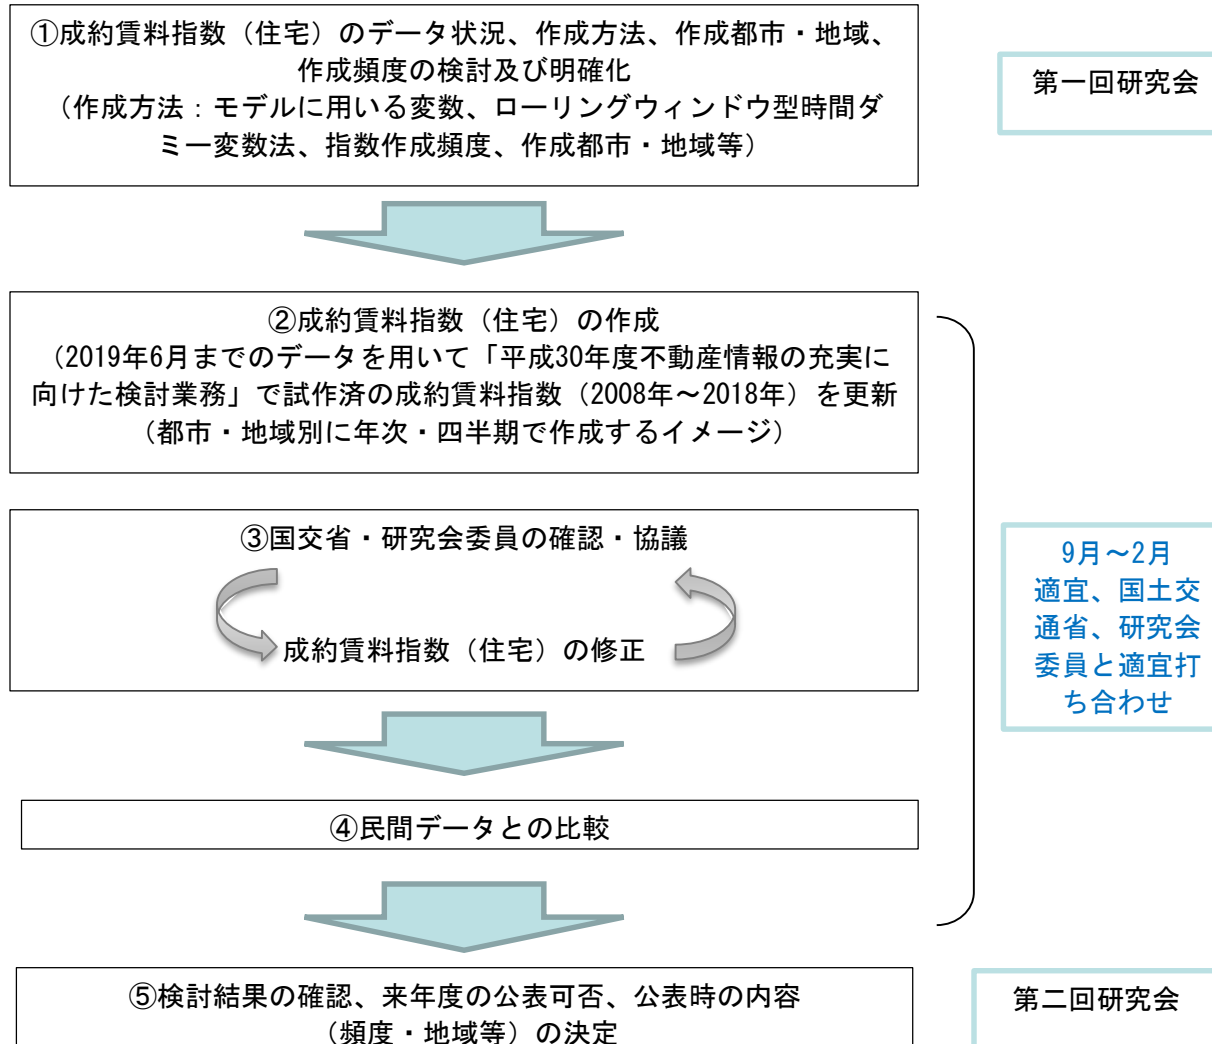 ①成約賃料指数（住宅）のデータ状況、作成方法、作成都市・地域、
作成頻度の検討及び明確化
（作成方法：モデルに用いる変数、ローリングウィンドウ型時間ダ
ミー変数法、指数作成頻度、作成都市・地域等）
第一回研究会
②成約賃料指数（住宅）の作成
（2019年6月までのデータを用いて「平成30年度不動産情報の充実に
向けた検討業務」で試作済の成約賃料指数（2008年～2018年）を更新
（都市・地域別に年次・四半期で作成するイメージ）
③国交省・研究会委員の確認・協議
成約賃料指数（住宅）の修正
9月～2月
適宜、国土交
通省、研究会
委員と適宜打
ち合わせ
④民間データとの比較
⑤検討結果の確認、来年度の公表可否、公表時の内容
（頻度・地域等）の決定
第二回研究会